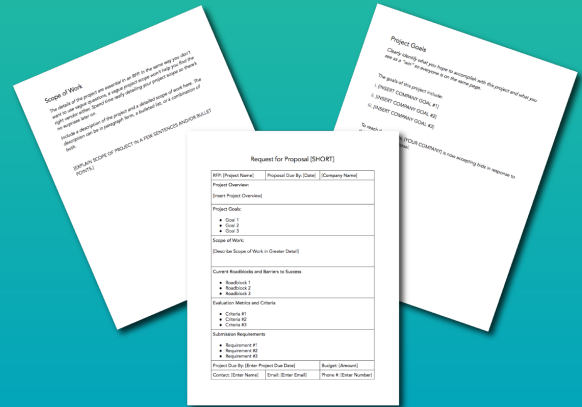 Scope of Work
The details of the project are essential in an RFP. In the same way you don't
want to use vague questions, a vague project scope won't help you find the
right vendor either. Spend time really detailing your project scope so there's
no surprises later on.
Include a description of the project and a detailed scope of work here. The
description can be in paragraph form, a bulleted list, or a combination of
both.
[EXPLAIN SCOPE OF PROJECT IN A FEW SENTENCES AND/OR BULLET
POINTS.]
Project Goals
Clearly identify what you hope to accomplish with this project and what you
see as a "win" so everyone is on the same page.
The goals of this project include:
i. [INSERT COMPANY GOAL #1]
ii. [INSERT COMPANY GOAL #2]
iii. [INSERT COMPANY GOAL #3]
To reach
[YOUR COMPANY] is now accepting bids in response to
Request for Proposal [SHORT]
RFP: [Project Name] Proposal Due By: [Date] [Company Name]
Project Overview:
[Insert Project Overview]
Project Goals:
• Goal 1
• Goal 2
• Goal 3
Scope of Work:
[Describe Scope of Work in Greater Detail]
Current Roadblocks and Barriers to Success
• Roadblock 1
• Roadblock 2
• Roadblock 3
Evaluation Metrics and Criteria
• Criteria #1
• Criteria #2
• Criteria #3
Submission Requirements
• Requirement #1
• Requirement #2
• Requirement #3
Project Due By: [Enter Project Due Date] Budget: [Amount]
Contact: [Enter Name] Email: [Enter Email] Phone #: [Enter Number]